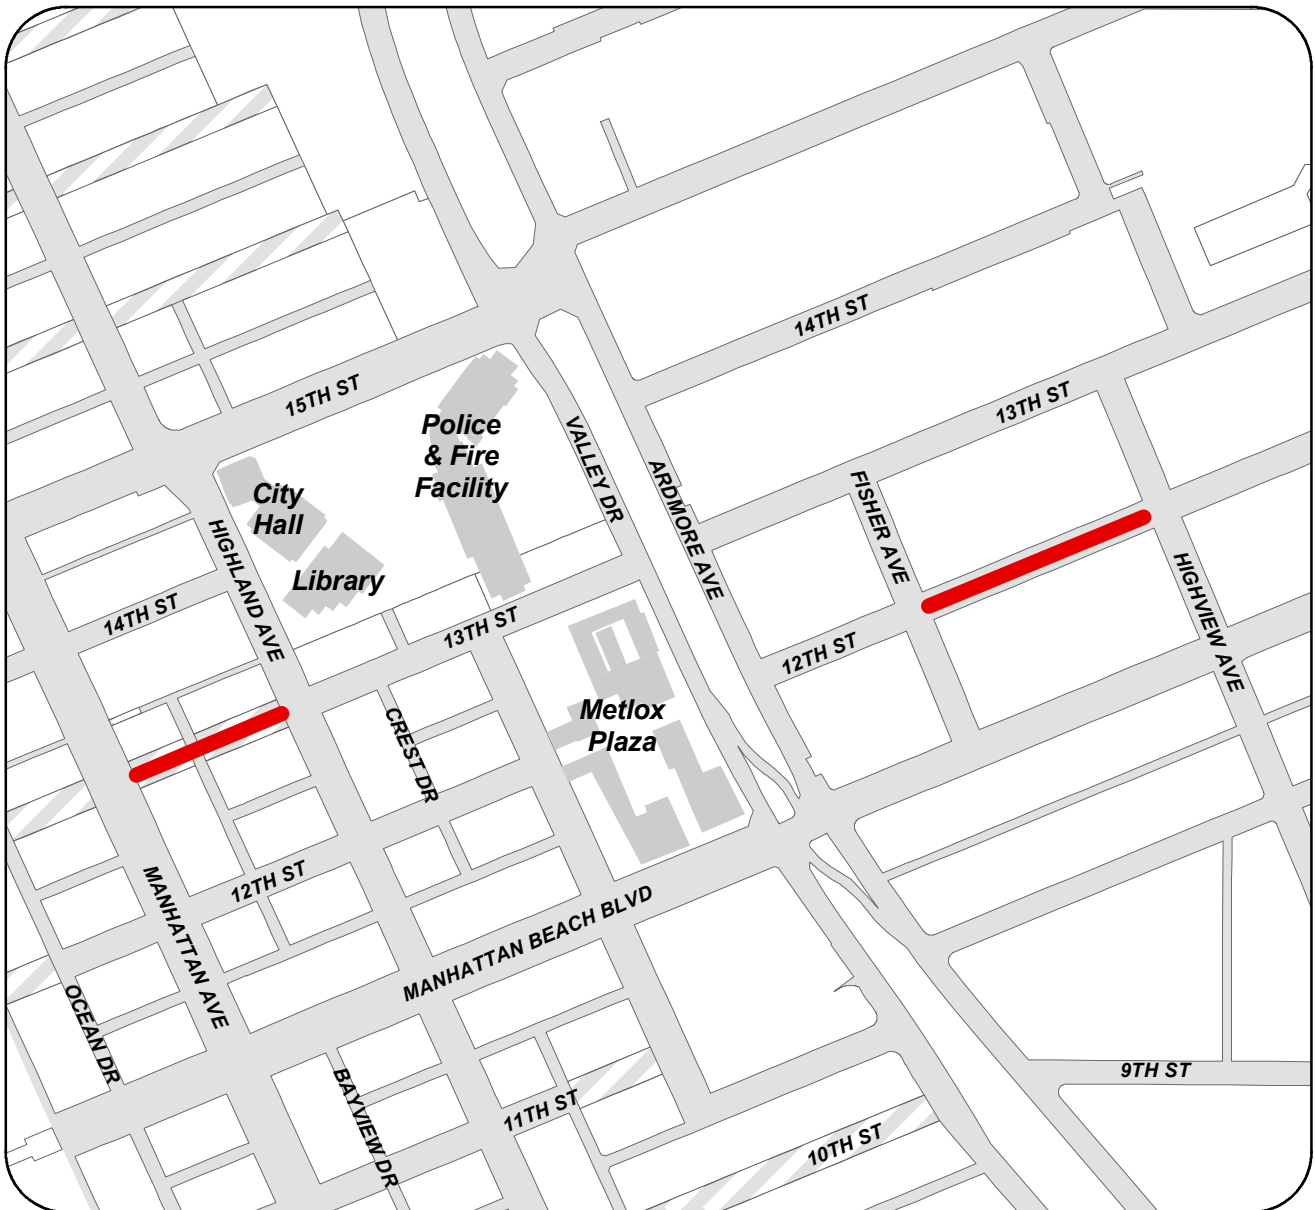 14TH ST
15TH ST
13TH ST
Police
& Fire
Facility
VALLEY DR
ARDMORE AVE
FISHER AVE
City
Hall
HIGHLAND AVE
Library
14TH ST
13TH ST
12TH ST
HIGHVIEW AVE
Metlox
Plaza
CREST DR
12TH ST
MANHATTAN AVE
MANHATTAN BEACH BLVD
OCEAN DR
BAYVIEW DR
11TH ST
10TH ST
9TH ST